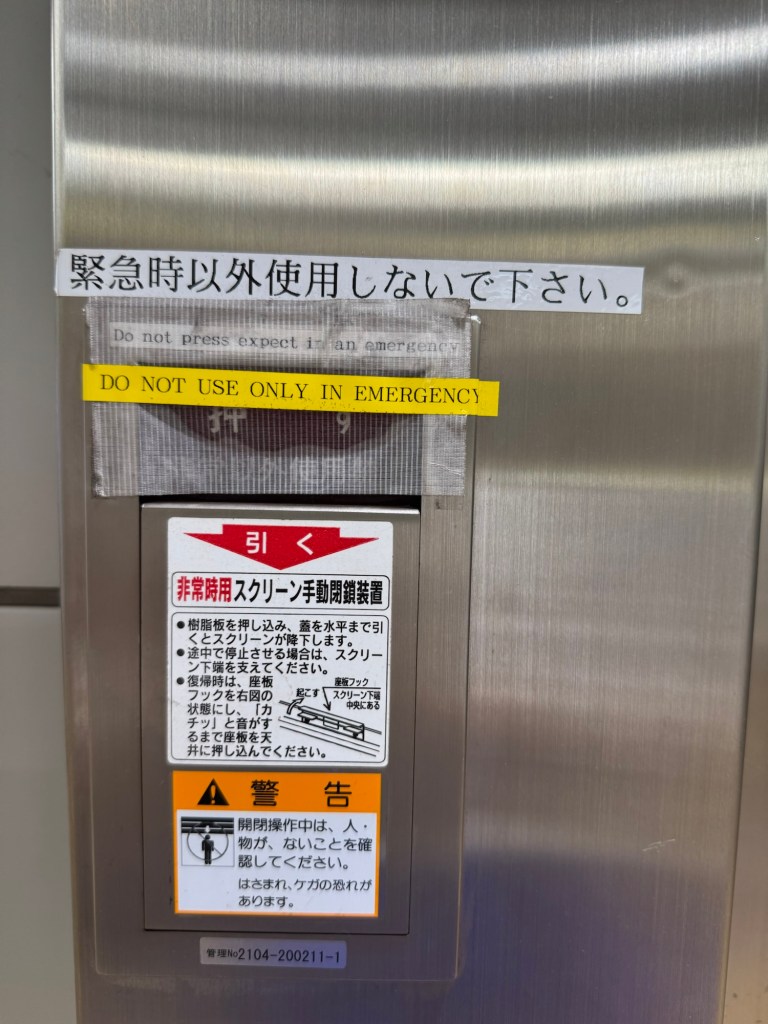 緊急時以外使用しないで下さい。
Do not press expect in an emergency
DO NOT USE ONLY IN EMERGENCY
押す
以外使用
引く
非常時用スクリーン手動閉鎖装置
●樹脂板を押し込み、蓋を水平まで引
くとスクリーンが降下します。
●途中で停止させる場合は、スクリー
ン下端を支えてください。
●復帰時は、座板
フックを右図の
状態にし、「カ
チッ」と音がす
るまで座板を天
井に押し込んでください。
座板フック
起こす
スクリーン下端
中央にある
警告
開閉操作中は、人・
物が、ないことを確
認してください。
はさまれ、ケガの恐れが
あります。
管理No2104-200211-1